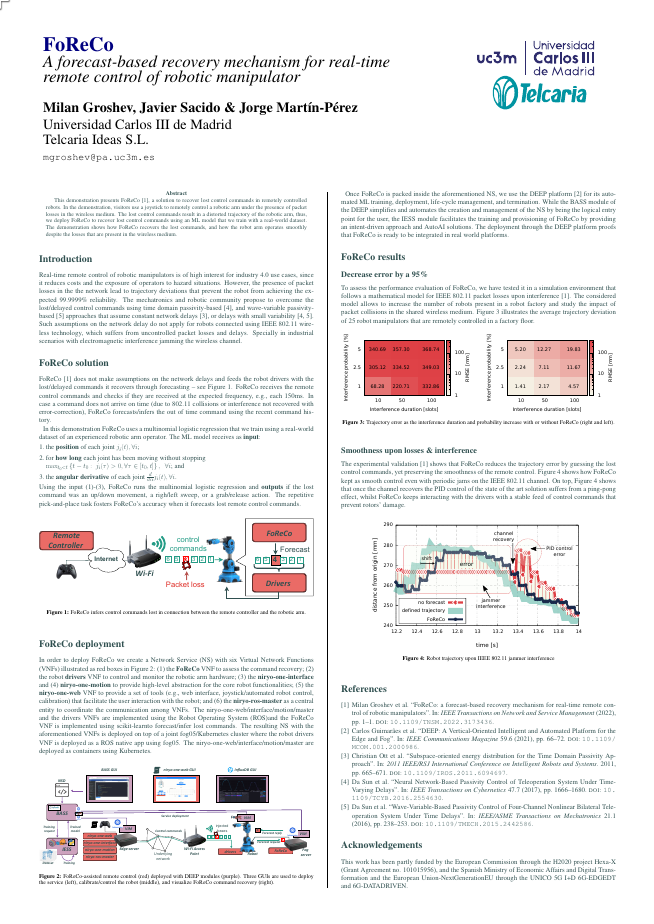 FoReCo
A forecast-based recovery mechanism for real-time
remote control of robotic manipulator
uc3m
Universidad
Carlos III
de Madrid
Telcaria
Milan Groshev, Javier Sacido & Jorge Martín-Pérez
Universidad Carlos III de Madrid
Telcaria Ideas S.L.
mgroshev@pa.uc3m.es
Abstract
This demonstration presents FoReCo [1], a solution to recover lost control commands in remotely controlled
robots. In the demonstration, visitors use a joystick to remotely control a robotic arm under the presence of packet
losses in the wireless medium. The lost control commands result in a distorted trajectory of the robotic arm, thus,
we deploy FoReCo to recover lost control commands using an ML model that we train with a real-world dataset.
The demonstration shows how FoReCo recovers the lost commands, and how the robot arm operates smoothly
despite the losses that are present in the wireless medium.
Introduction
Real-time remote control of robotic manipulators is of high interest for industry 4.0 use cases, since
it reduces costs and the exposure of operators to hazard situations. However, the presence of packet
losses in the network lead to trajectory deviations that prevent the robot from achieving the ex-
pected 99.9999% reliability. The mechatronics and robotic community propose to overcome the
lost/delayed control commands using time domain passivity-based [4], and wave-variable passivity-
based [5] approaches that assume constant network delays [3], or delays with small variability [4, 5].
Such assumptions on the network delay do not apply for robots connected using IEEE 802.11 wire-
less technology, which suffers from uncontrolled packet losses and delays. Specially in industrial
scenarios with electromagnetic interference jamming the wireless channel.
FoReCo solution
FoReCo [1] does not make assumptions on the network delays and feeds the robot drivers with the
lost/delayed control it recovers through forecasting – see Figure 1. FoReCo receives the remote
control commands and checks if they are received at the expected frequency, e.g., each 150ms. In
case a command does not arrive on time (due to 802.11 collisions or interference not recovered with
error-correction), FoReCo forecasts/infers the out of time command using the recent command his-
tory.
In this demonstration FoReCo uses a multinomial logistic regression that we train using a real-world
dataset of an experienced robotic arm operator. The ML model receives as input:
1. the position of each joint
2. for how long each joint has been moving without stopping
and
3. the angular derivative of each joint
Using the input (1)-(3), FoReCo runs the multinomial logistic regression and outputs if the lost
command was an up/down movement, a righ/left sweep, or a grab/release action. The repetitive
pick-and-place task fosters FoReCo's accuracy when it forecasts lost remote commands.
Remote
Controller
Internet
Wi-Fi
control
commands
Packet loss
FoReCo
Forecast
Drivers
Figure 1: FoReCo infers control commands lost in connection between the remote controller and the robotic arm.
FoReCo deployment
In order to deploy FoReCo we create a Network Service (NS) with six Virtual Network Functions
(VNFs) illustrated as red boxes in Figure 2: (1) the FoReCo VNF to assess the command recovery; (2)
the robot drivers VNF to control and monitor the robotic arm hardware; (3) the niryo-one-interface
and (4) niryo-one-motion to provide high-level abstraction for the core robot functionalities; (5) the
niryo-one-web VNF to provide a set of tools (e.g., web interface, joystick/automated robot control,
calibration) that facilitate the user interaction with the robot; and (6) the ros-master as a central
entity to coordinate the communication among VNFs. The niryo-one-web/interface/motion/master
and the drivers VNFs are implemented using the Robot Operating System (ROS)and the FoReCo
VNF is implemented using scikit-learnto forecast/infer lost commands. The resulting NS with the
aforementioned VNFs is deployed on top of a joint fog05/Kubernetes cluster where the robot drivers
VNF is deployed as a ROS native app using fog05. The niryo-one-web/interface/motion/master are
deployed as containers using Kubernetes.
BASS GUI
niryo-one-web GUI
InfluxDB GUI
BASS
IESS
Figure 2: FoReCo-assisted remote control (red) deployed with DEEP modules (purple). Three GUIs are used to deploy
the service (left), calibrate/control the robot (middle), and visualize FoReCo command recovery (right).
Once FoReCo is packed inside the aforementioned NS, we use the DEEP platform [2] for its auto-
mated ML training, deployment, life-cycle management, and termination. While the BASS module of
the DEEP simplifies and automates the creation and management of the NS by being the logical entry
point for the user, the IESS module facilitates the training and provisioning of FoReCo by providing
an intent-driven approach and AutoAI solutions. The deployment through the DEEP platform proofs
that FoReCo is ready to be integrated in real world platforms.
FoReCo results
Decrease error by a 95%
To assess the performance evaluation of FoReCo, we have tested it in a simulation environment that
follows a mathematical model for IEEE 802.11 packet losses upon interference [1]. The considered
model allows to increase the number of robots present in a robot factory and study the impact of
packet collisions in the shared wireless medium. Figure 3 illustrates the average trajectory deviation
of 25 robot manipulators that are remotely controlled in a factory floor.
Interference probability [%]
5 340.69 357.30 368.74
2.5 305.12 334.52 349.03
1 68.28 220.71 332.86
10 50 100
Interference duration [slots]
100
10
1
RMSE [mm]
Interference probability [%]
5 5.20 12.27 19.83
2.5 2.24 7.11 11.67
1 1.41 2.17 4.57
10 50 100
Interference duration [slots]
100
10
1
RMSE [mm]
Figure 3: Trajectory error as the interference duration and probability increase with or without FoReCo (right and left)
Smoothness upon losses & interference
The experimental validation [1] shows that FoReCo reduces the trajectory error by guessing the lost
control commands, yet preserving the smoothness of the remote control. Figure 4 shows how FoReCo
kept as smooth control even with periodic jams on the IEEE 802.11 channel. On top, Figure 4 shows
that once the channel recovers the PID control of the state of the art solution suffers from a ping-pong
effect, whilst FoReCo keeps interacting with the drivers with a stable feed of control commands that
prevent rotors' damage.
distance from origin [mm]
290
280
270
260
250
240
shift
error
channel
recovery
PID control
error
jammer
interference
no forecast
defined trajectory
FoReCo
12.2 12.4 12.6 12.8 13 13.2 13.4 13.6 13.8 14
time [s]
Figure 4: Robot trajectory upon IEEE 802.11 jammer interference
References
[1] Milan Groshev et al. "FoReCo: a forecast-based recovery mechanism for real-time remote con-
trol of robotic manipulators". In: IEEE Transactions on Network and Service Management (2022),
pp. 1–1. DOI: 10.1109/TNSM.2022.3173436.
[2] Carlos Guimarães et al. "DEEP: A Vertical-Oriented Intelligent and Automated Platform for the
Edge and Fog". In: IEEE Communications Magazine 59.6 (2021), pp. 66–72. DOI: 10.1109/
MCOM.001.2000986.
[3] Christian Ott et al. "Subspace-oriented energy distribution for the Time Domain Passivity Ap-
proach". In: 2011 IEEE/RSJ International Conference on Intelligent Robots and Systems. 2011,
pp. 665–671. DOI: 10.1109/IROS.2011.6094697.
[4] Da Sun et al. "Neural Network-Based Passivity Control of Teleoperation System Under Time-
Varying Delays". In: IEEE Transactions on Cybernetics 47.7 (2017), pp. 1666–1680. DOI: 10.
1109/TCYB.2016.2554630.
[5] Da Sun et al. "Wave-Variable-Based Passivity Control of Four-Channel Nonlinear Bilateral Tele-
operation System Under Time Delays". In: IEEE/ASME Transactions on Mechatronics 21.1
(2016), pp. 238–253. DOI: 10.1109/TMECH.2015.2442586.
Acknowledgements
This work has been partly funded by the European Commission through the H2020 project Hexa-X
(Grant Agreement no. 101015956), and the Spanish Ministry of Economic Affairs and Digital Trans-
formation and the European Union-NextGenerationEU through the UNICO 5G I+D 6G-EDGEDT
and 6G-DATADRIVEN.